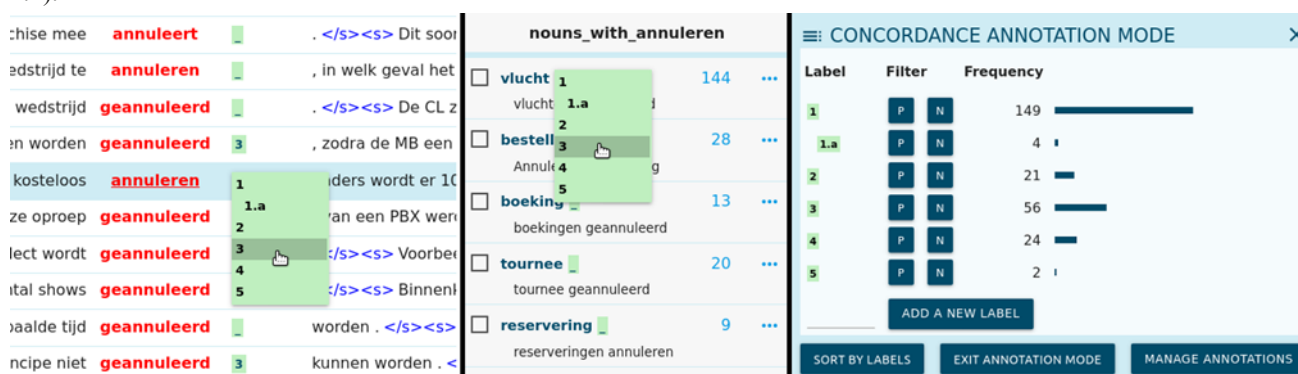 chise mee annuleert _ . </s><s> Dit soor
edstrijd te annuleren _ , in welk geval het
wedstrijd geannuleerd _ . </s><s> De CL z
en worden geannuleerd 3 , zodra de MB een
kosteloos annuleren nders wordt er 10
ze oproep geannuleerd van een PBX wer
lect wordt geannuleerd </s><s> Voorbe
ntal shows geannuleerd </s><s> Binnen
paalde tijd geannuleerd _ worden . </s><s>
ncipe niet geannuleerd 3 kunnen worden . <
1
1.a
2
3
4
5
nouns_with_annuleren
vlucht 144 ...
vlucht d
bestell 28 ...
Annule g
boeking _ 13 ...
boekingen geannuleerd
tournee _ 20 ...
tournee geannuleerd
reservering _ 9 ...
reserveringen annuleren
1
1.a
2
3
4
5
CONCORDANCE ANNOTATION MODE ×
Label Filter Frequency
1 P N 149
1.a P N 4
2 P N 21
3 P N 56
4 P N 24
5 P N 2
ADD A NEW LABEL
SORT BY LABELS EXIT ANNOTATION MODE MANAGE ANNOTATIONS